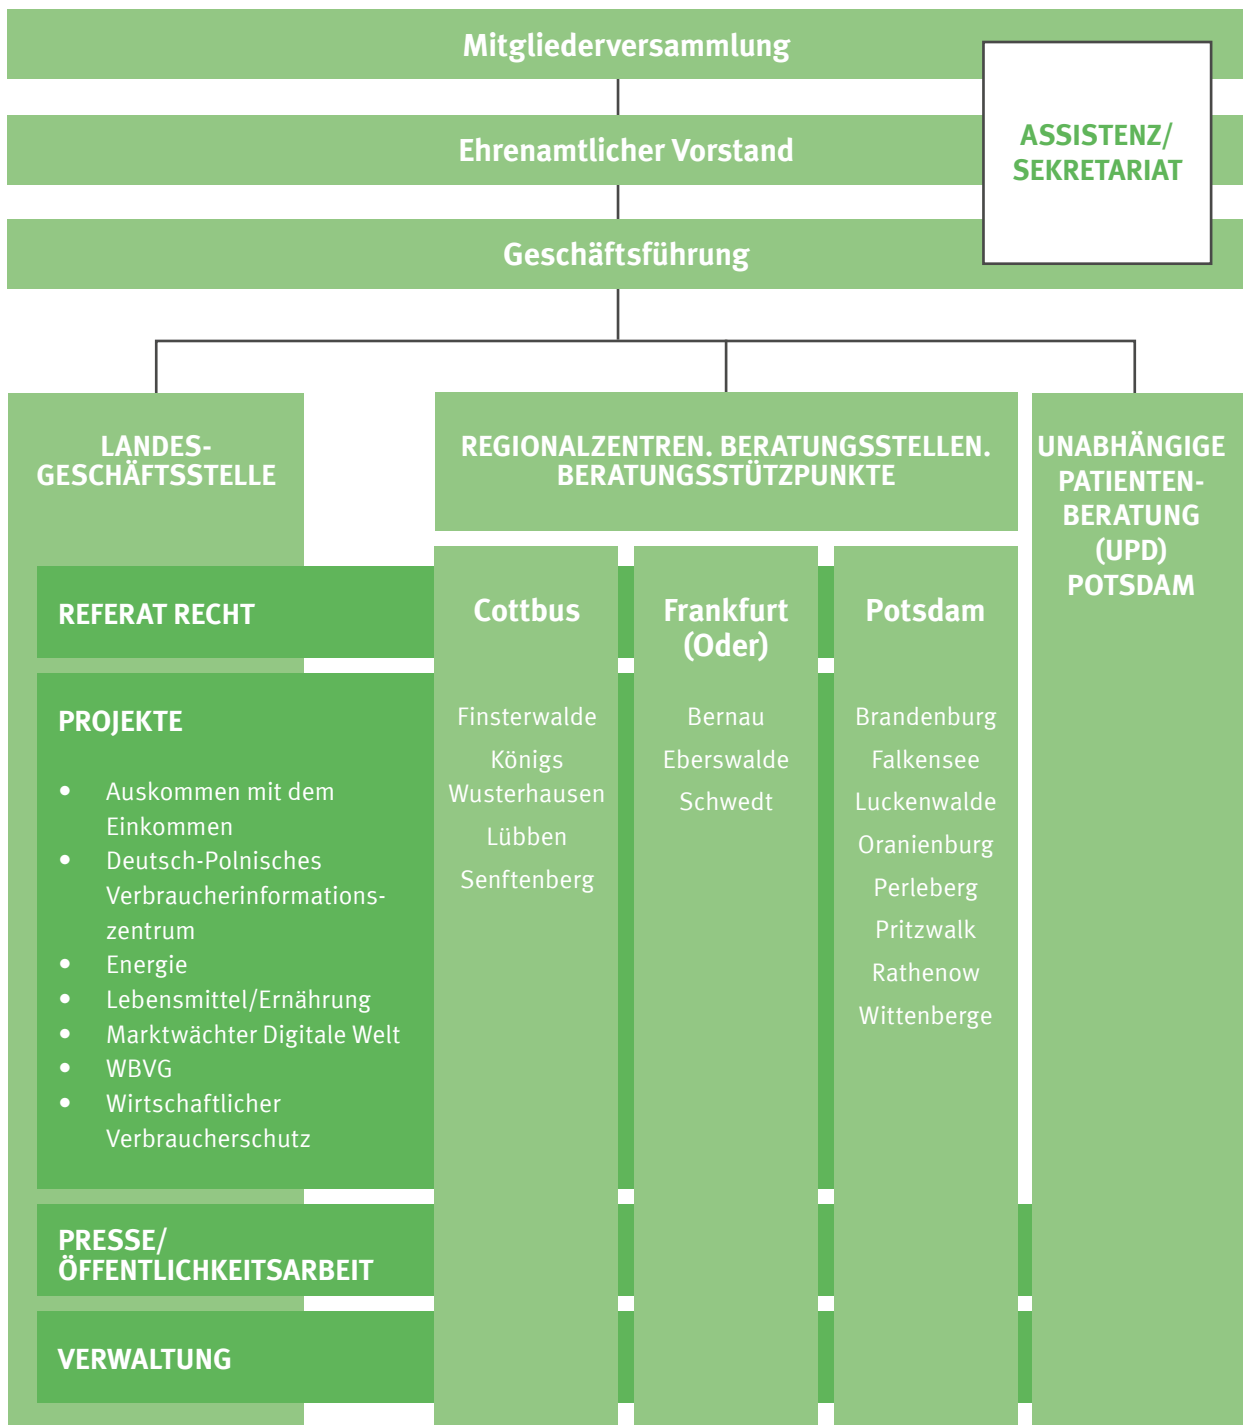 Mitgliederversammlung
Ehrenamtlicher Vorstand
Geschäftsführung
ASSISTENZ/
SEKRETARIAT
LANDES-
GESCHÄFTSSTELLE
REFERAT RECHT
PROJEKTE
• Auskommen mit dem
Einkommen
• Deutsch-Polnisches
Verbraucherinformations-
zentrum
• Energie
• Lebensmittel/Ernährung
• Marktwächter Digitale Welt
• WBVG
• Wirtschaftlicher
Verbraucherschutz
PRESSE/
ÖFFENTLICHKEITSARBEIT
VERWALTUNG
REGIONALZENTREN. BERATUNGSSTELLEN.
BERATUNGSSTÜTZPUNKTE
Cottbus
Finsterwalde
Königs
Wusterhausen
Lübben
Senftenberg
Frankfurt
(Oder)
Bernau
Eberswalde
Schwedt
Potsdam
Brandenburg
Falkensee
Luckenwalde
Oranienburg
Perleberg
Pritzwalk
Rathenow
Wittenberge
UNABHÄNGIGE
PATIENTEN-
BERATUNG
(UPD)
POTSDAM